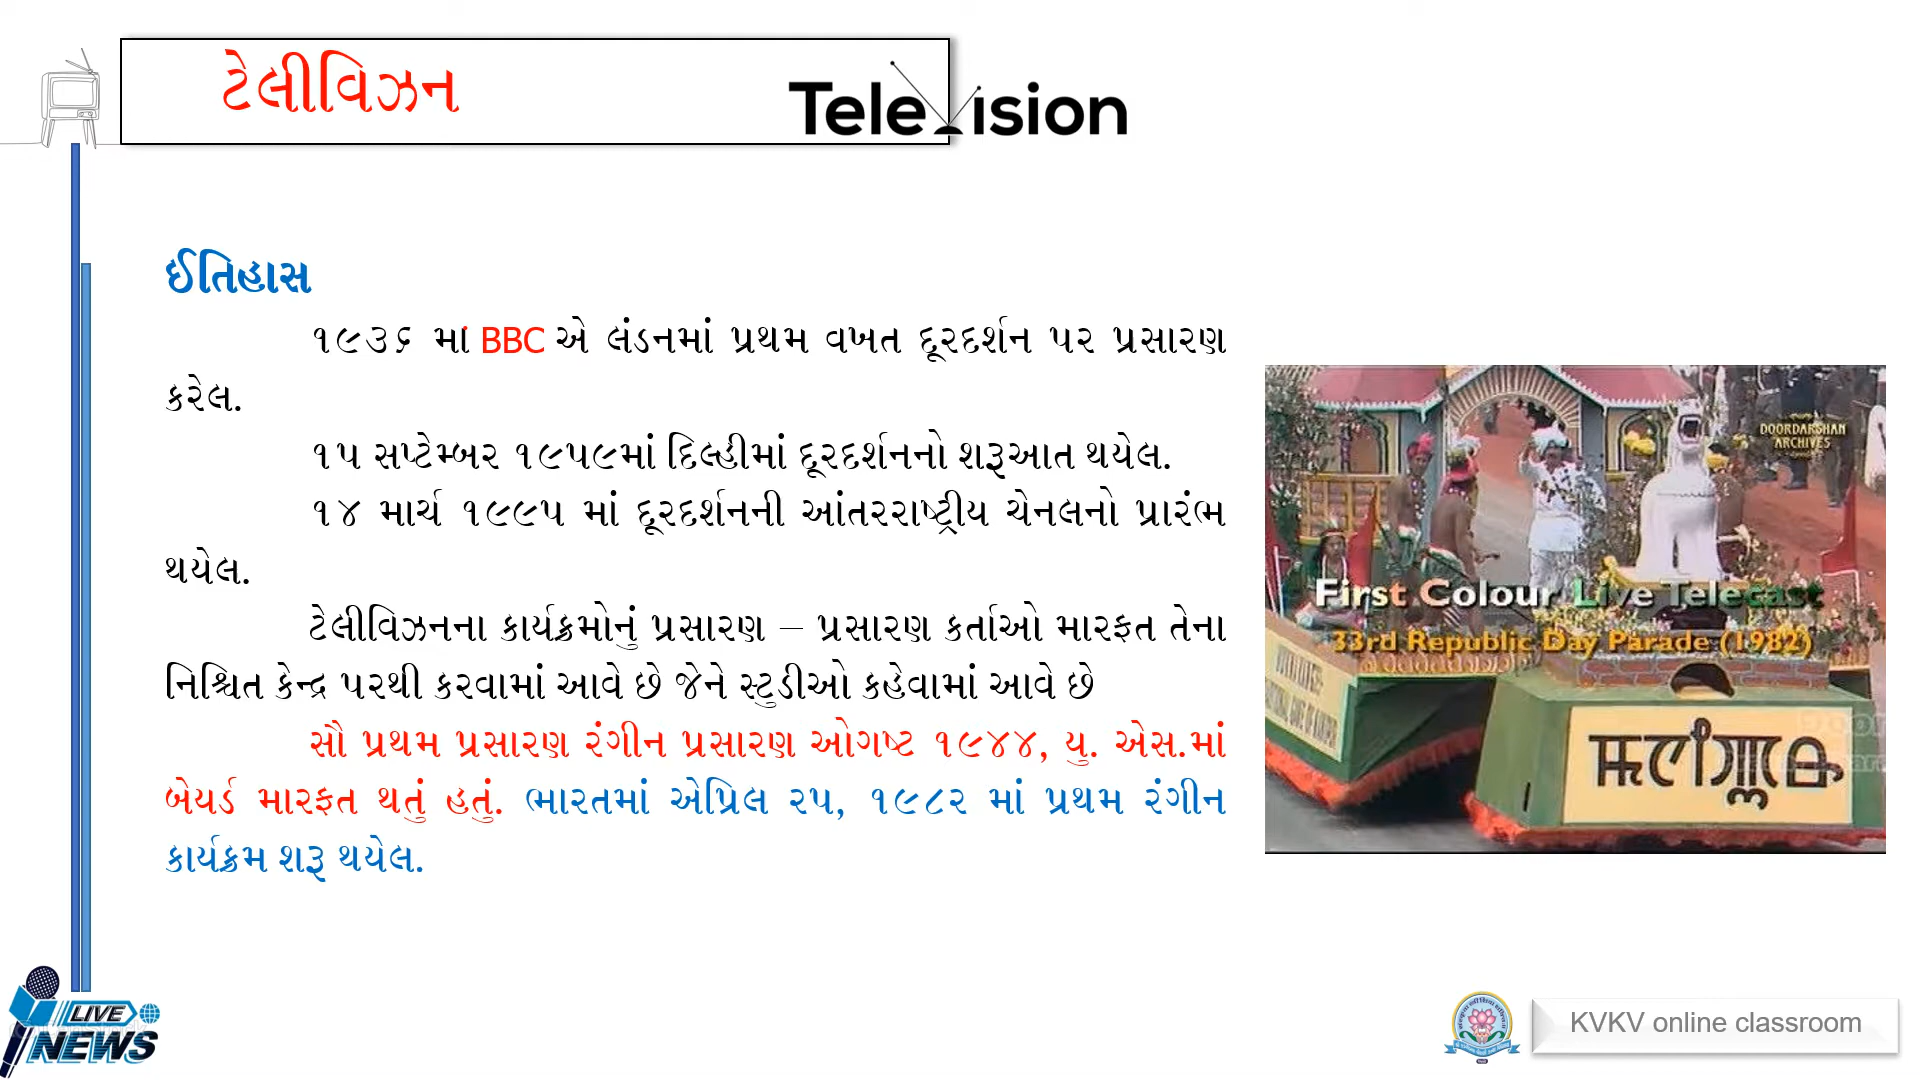 ટેલીવિઝન
Television
ઈતિહાસ
૧૯૩૬ માં BBC એ લંડનમાં પ્રથમ વખત દૂરદર્શન પર પ્રસારણ
કરેલ.
૧૫ સપ્ટેમ્બર ૧૯૫૯માં દિલ્હીમાં દૂરદર્શનનો શરૂઆત થયેલ.
૧૪ માર્ચ ૧૯૯૫ માં દૂરદર્શનની આંતરરાષ્ટ્રીય ચેનલનો પ્રારંભ
થયેલ.
ટેલીવિઝનના કાર્યક્રમોનું પ્રસારણ – પ્રસારણ કર્તાઓ મારફત તેના
નિશ્ચિત કેન્દ્ર પરથી કરવામાં આવે છે જેને સ્ટુડીઓ કહેવામાં આવે છે
સૌ પ્રથમ પ્રસારણ રંગીન પ્રસારણ ઓગષ્ટ ૧૯૪૪, યુ. એસ.માં
બેયર્ડ મારફત થતું હતું. ભારતમાં એપ્રિલ ૨૫, ૧૯૮૨ માં પ્રથમ રંગીન
કાર્યક્રમ શરૂ થયેલ.
DOORDARSHAN
ARCHIVES
First Colour Live Telecast
33rd Republic Day Parade (1982)
LIVE
NEWS
KVKV online classroom